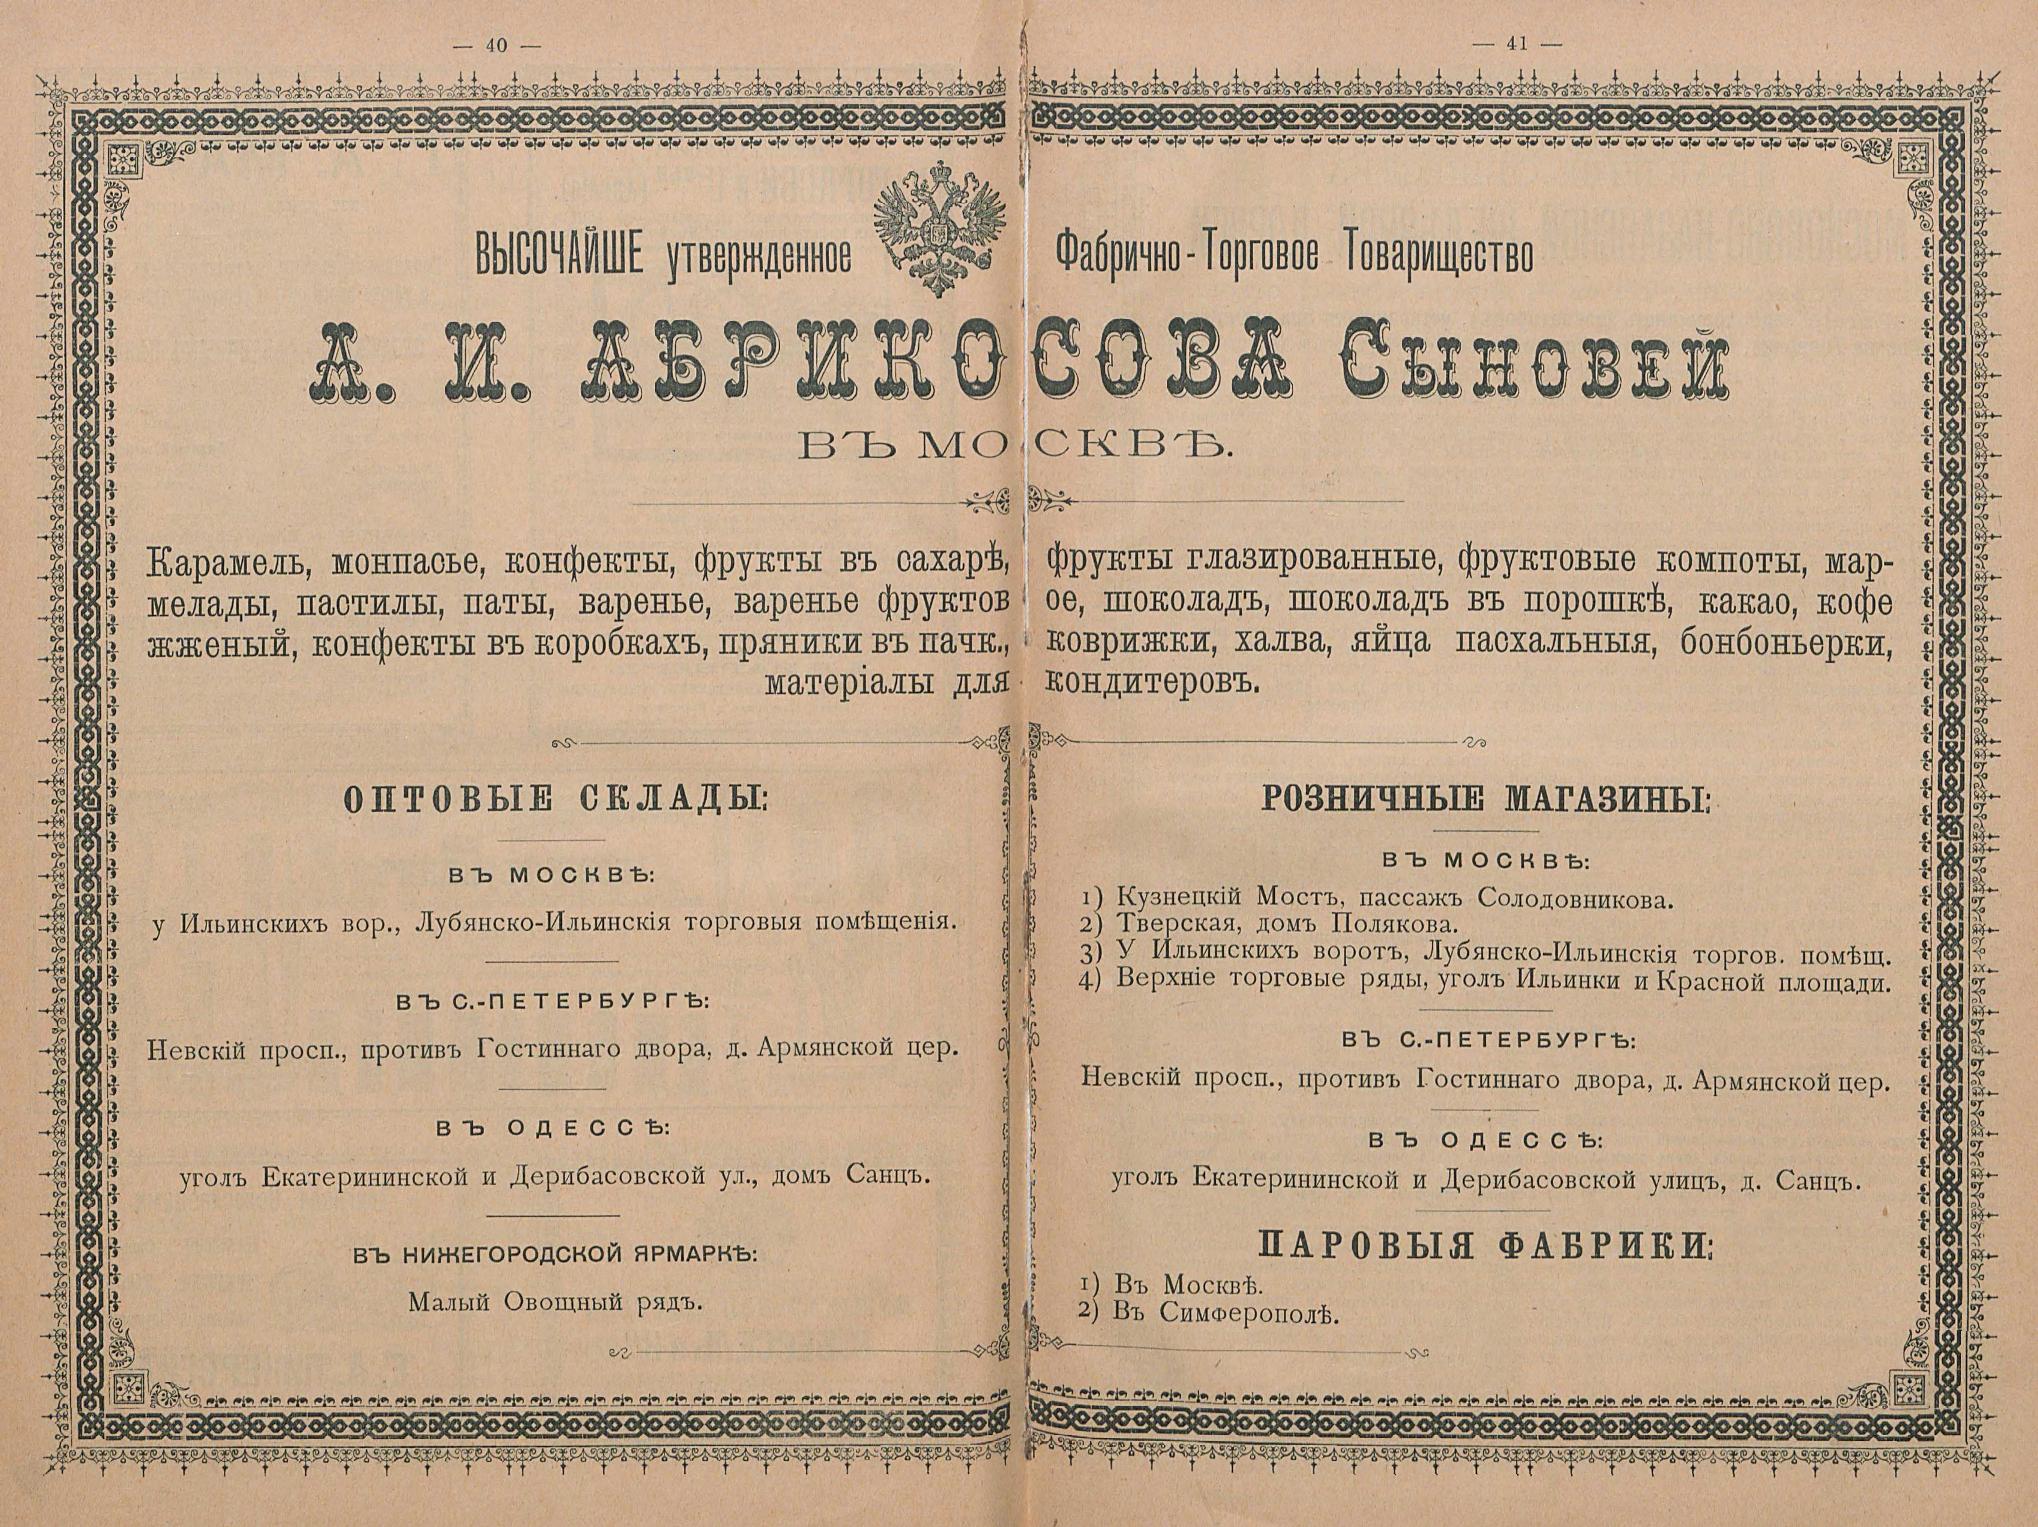 — 40 —
— 41 —
ВЫСОЧАЙШЕ утвержденное Фабрично-Торговое Товарищество
А. И. АБРИКОСОВА СЫНОВЕЙ
ВЪ МОСКВѢ.
Карамель, монпасье, конфекты, фрукты въ сахарѣ, фрукты глазированные, фруктовые компоты, мар-
мелады, пастилы, паты, варенье, варенье фруктовое, шоколадъ, шоколадъ въ порошкѣ, какао, кофе
жженый, конфекты въ коробкахъ, пряники въ пачк., коврижки, халва, яйца пасхальныя, бонбоньерки,
матеріалы для кондитеровъ.
ОПТОВЫЕ СКЛАДЫ:
ВЪ МОСКВѢ:
у Ильинскихъ вор., Лубянско-Ильинскія торговыя помѣщенія.
ВЪ С.-ПЕТЕРБУРГѢ:
Невскій просп., противъ Гостиннаго двора, д. Армянской цер.
ВЪ ОДЕССѢ:
уголъ Екатерининской и Дерибасовской ул., домъ Санцъ.
ВЪ НИЖЕГОРОДСКОЙ ЯРМАРКѢ:
Малый Овощный рядъ.
РОЗНИЧНЫЕ МАГАЗИНЫ:
ВЪ МОСКВѢ:
1) Кузнецкій Мостъ, пассажъ Солодовникова.
2) Тверская, домъ Полякова.
3) У Ильинскихъ воротъ, Лубянско-Ильинскія торгов. помѣщ.
4) Верхніе торговые ряды, уголъ Ильинки и Красной площади.
ВЪ С.-ПЕТЕРБУРГѢ:
Невскій просп., противъ Гостиннаго двора, д. Армянской цер.
ВЪ ОДЕССѢ:
уголъ Екатерининской и Дерибасовской улицъ, д. Санцъ.
ПАРОВЫЯ ФАБРИКИ:
1) Въ Москвѣ.
2) Въ Симферополѣ.